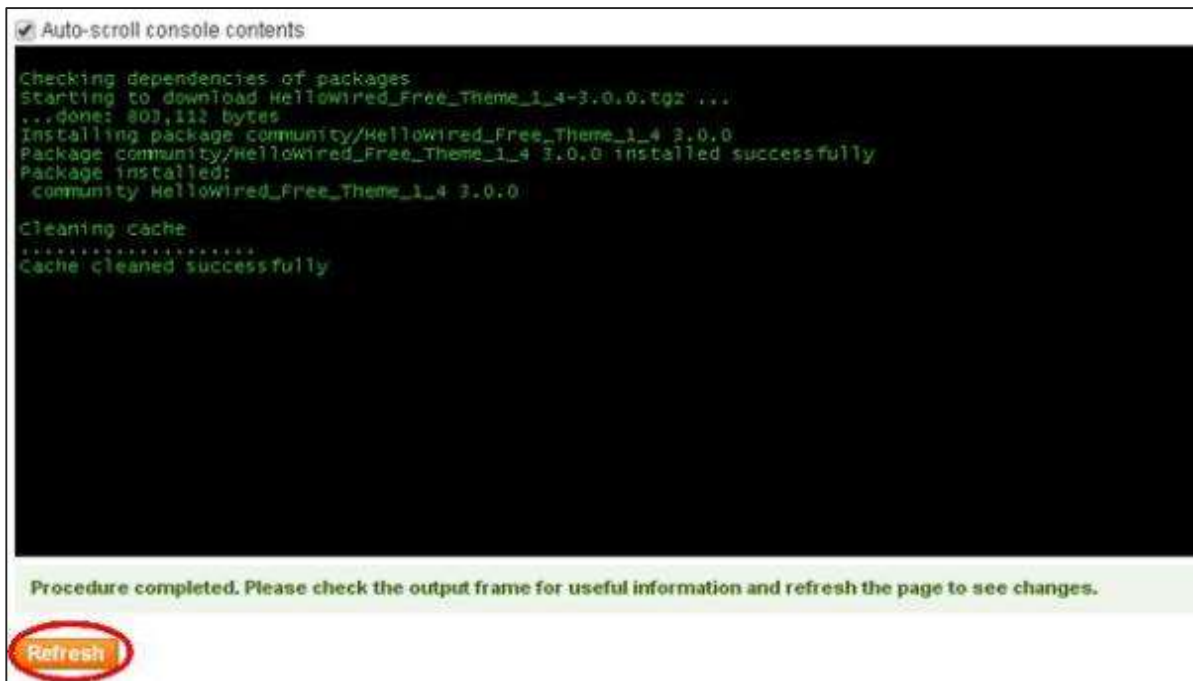 Auto-scroll console contents
Checking dependencies of packages
Starting to download HelloWired_Free_Theme_1_4-3.0.0.tgz ...
...done: 803,112 bytes
Installing package community/HelloWired_Free_Theme_1_4 3.0.0
Package community/HelloWired_Free_Theme_1_4 3.0.0 installed successfully
Package installed:
community HelloWired_Free_Theme_1_4 3.0.0
Cleaning cache
....................
Cache cleaned successfully
Procedure completed. Please check the output frame for useful information and refresh the page to see changes.
Refresh